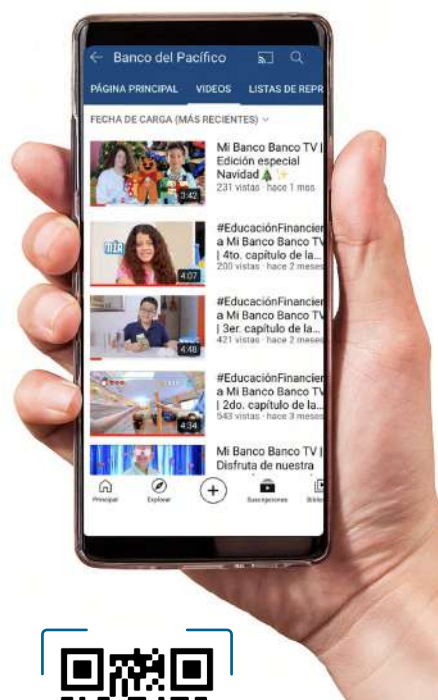 Banco del Pacífico
PÁGINA PRINCIPAL VIDEOS LISTAS DE REPR
FECHA DE CARGA (MÁS RECIENTES)
Mi Banco Banco TV |
Edición especial
Navidad🎄✨
231 vistas · hace 1 mes
3:42
#EducaciónFinancier
a Mi Banco Banco TV
| 4to. capítulo de la...
200 vistas · hace 2 meses
MÍA
4:07
#EducaciónFinancier
a Mi Banco Banco TV
| 3er. capítulo de la...
421 vistas · hace 2 meses
4:48
#EducaciónFinancier
a Mi Banco Banco TV
| 2do. capítulo de la...
543 vistas · hace 3 meses
4:34
Mi Banco Banco TV |
Disfruta de nuestra
Principal Explorar Suscripciones Bibliot